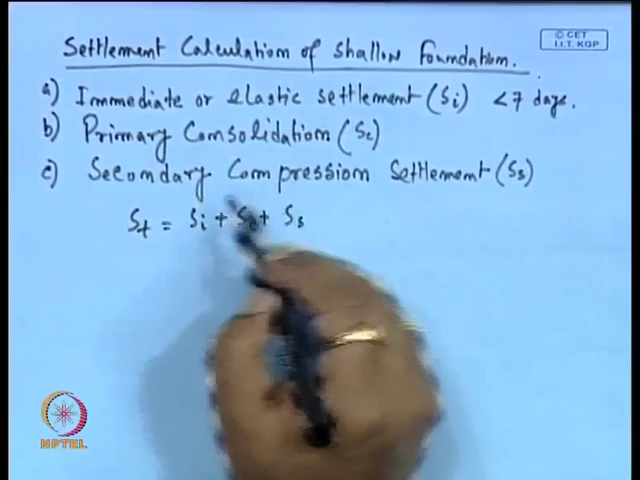 Settlement Calculation of Shallow Foundation.
© CET
I.I.T. KGP
a) Immediate or elastic settlement (Si) < 7 days.
b) Primary Consolidation (Sc)
c) Secondary Compression Settlement (Ss)
St = Si + Sc + Ss
NPTEL